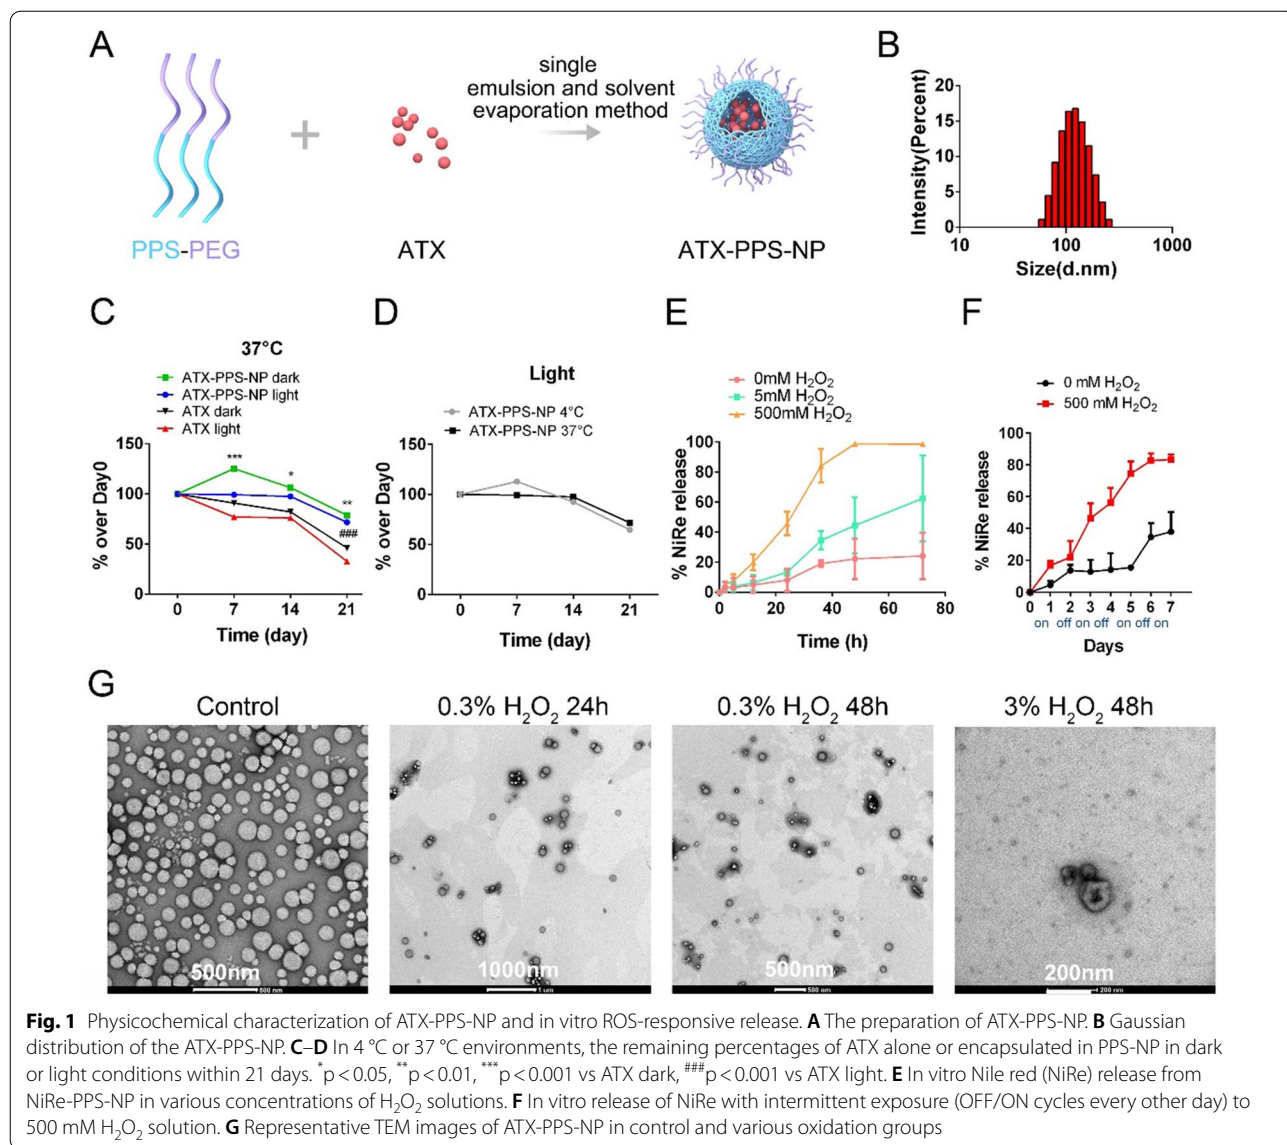 A
single
emulsion and solvent
evaporation method
PPS-PEG
ATX
ATX-PPS-NP
B
Intensity(Percent)
20
15
10
5
0
10
100
1000
Size(d.nm)
C
37°C
ATX-PPS-NP dark
ATX-PPS-NP light
ATX dark
ATX light
% over Day0
150
100
50
0
***
*
**
###
0
7
14
21
Time (day)
D
Light
ATX-PPS-NP 4°C
ATX-PPS-NP 37°C
% over Day0
150
100
50
0
0
7
14
21
Time (day)
E
0mM H₂O₂
5mM H₂O₂
500mM H₂O₂
% NiRe release
100
80
60
40
20
0
0
20
40
60
80
Time (h)
F
0 mM H₂O₂
500 mM H₂O₂
% NiRe release
100
80
60
40
20
0
0 1 2 3 4 5 6 7
on off on off on off on
Days
G
Control
0.3% H₂O₂ 24h
0.3% H₂O₂ 48h
3% H₂O₂ 48h
500nm
500 nm
1000nm
1 um
500nm
500 nm
200nm
200 nm
Fig. 1 Physicochemical characterization of ATX-PPS-NP and in vitro ROS-responsive release. A The preparation of ATX-PPS-NP. B Gaussian
distribution of the ATX-PPS-NP. C–D In 4 °C or 37 °C environments, the remaining percentages of ATX alone or encapsulated in PPS-NP in dark
or light conditions within 21 days. *p < 0.05, **p < 0.01, ***p < 0.001 vs ATX dark, ###p < 0.001 vs ATX light. E In vitro Nile red (NiRe) release from
NiRe-PPS-NP in various concentrations of H₂O₂ solutions. F In vitro release of NiRe with intermittent exposure (OFF/ON cycles every other day) to
500 mM H₂O₂ solution. G Representative TEM images of ATX-PPS-NP in control and various oxidation groups